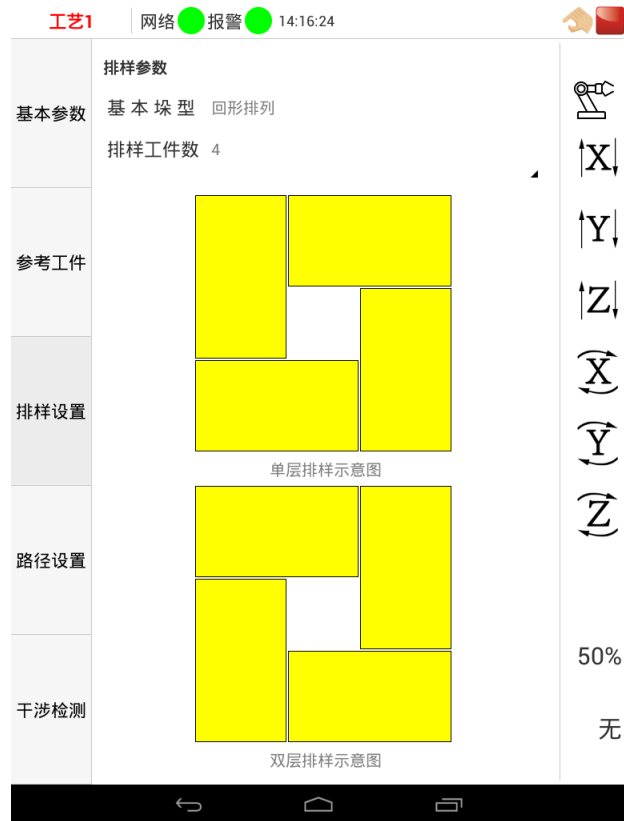 工艺1 网络 报警 14:16:24
排样参数
基本参数
基本垛型 回形排列
排样工件数 4
X
Y
参考工件
Z
X
排样设置
Y
单层排样示意图
Z
路径设置
50%
干涉检测
无
双层排样示意图